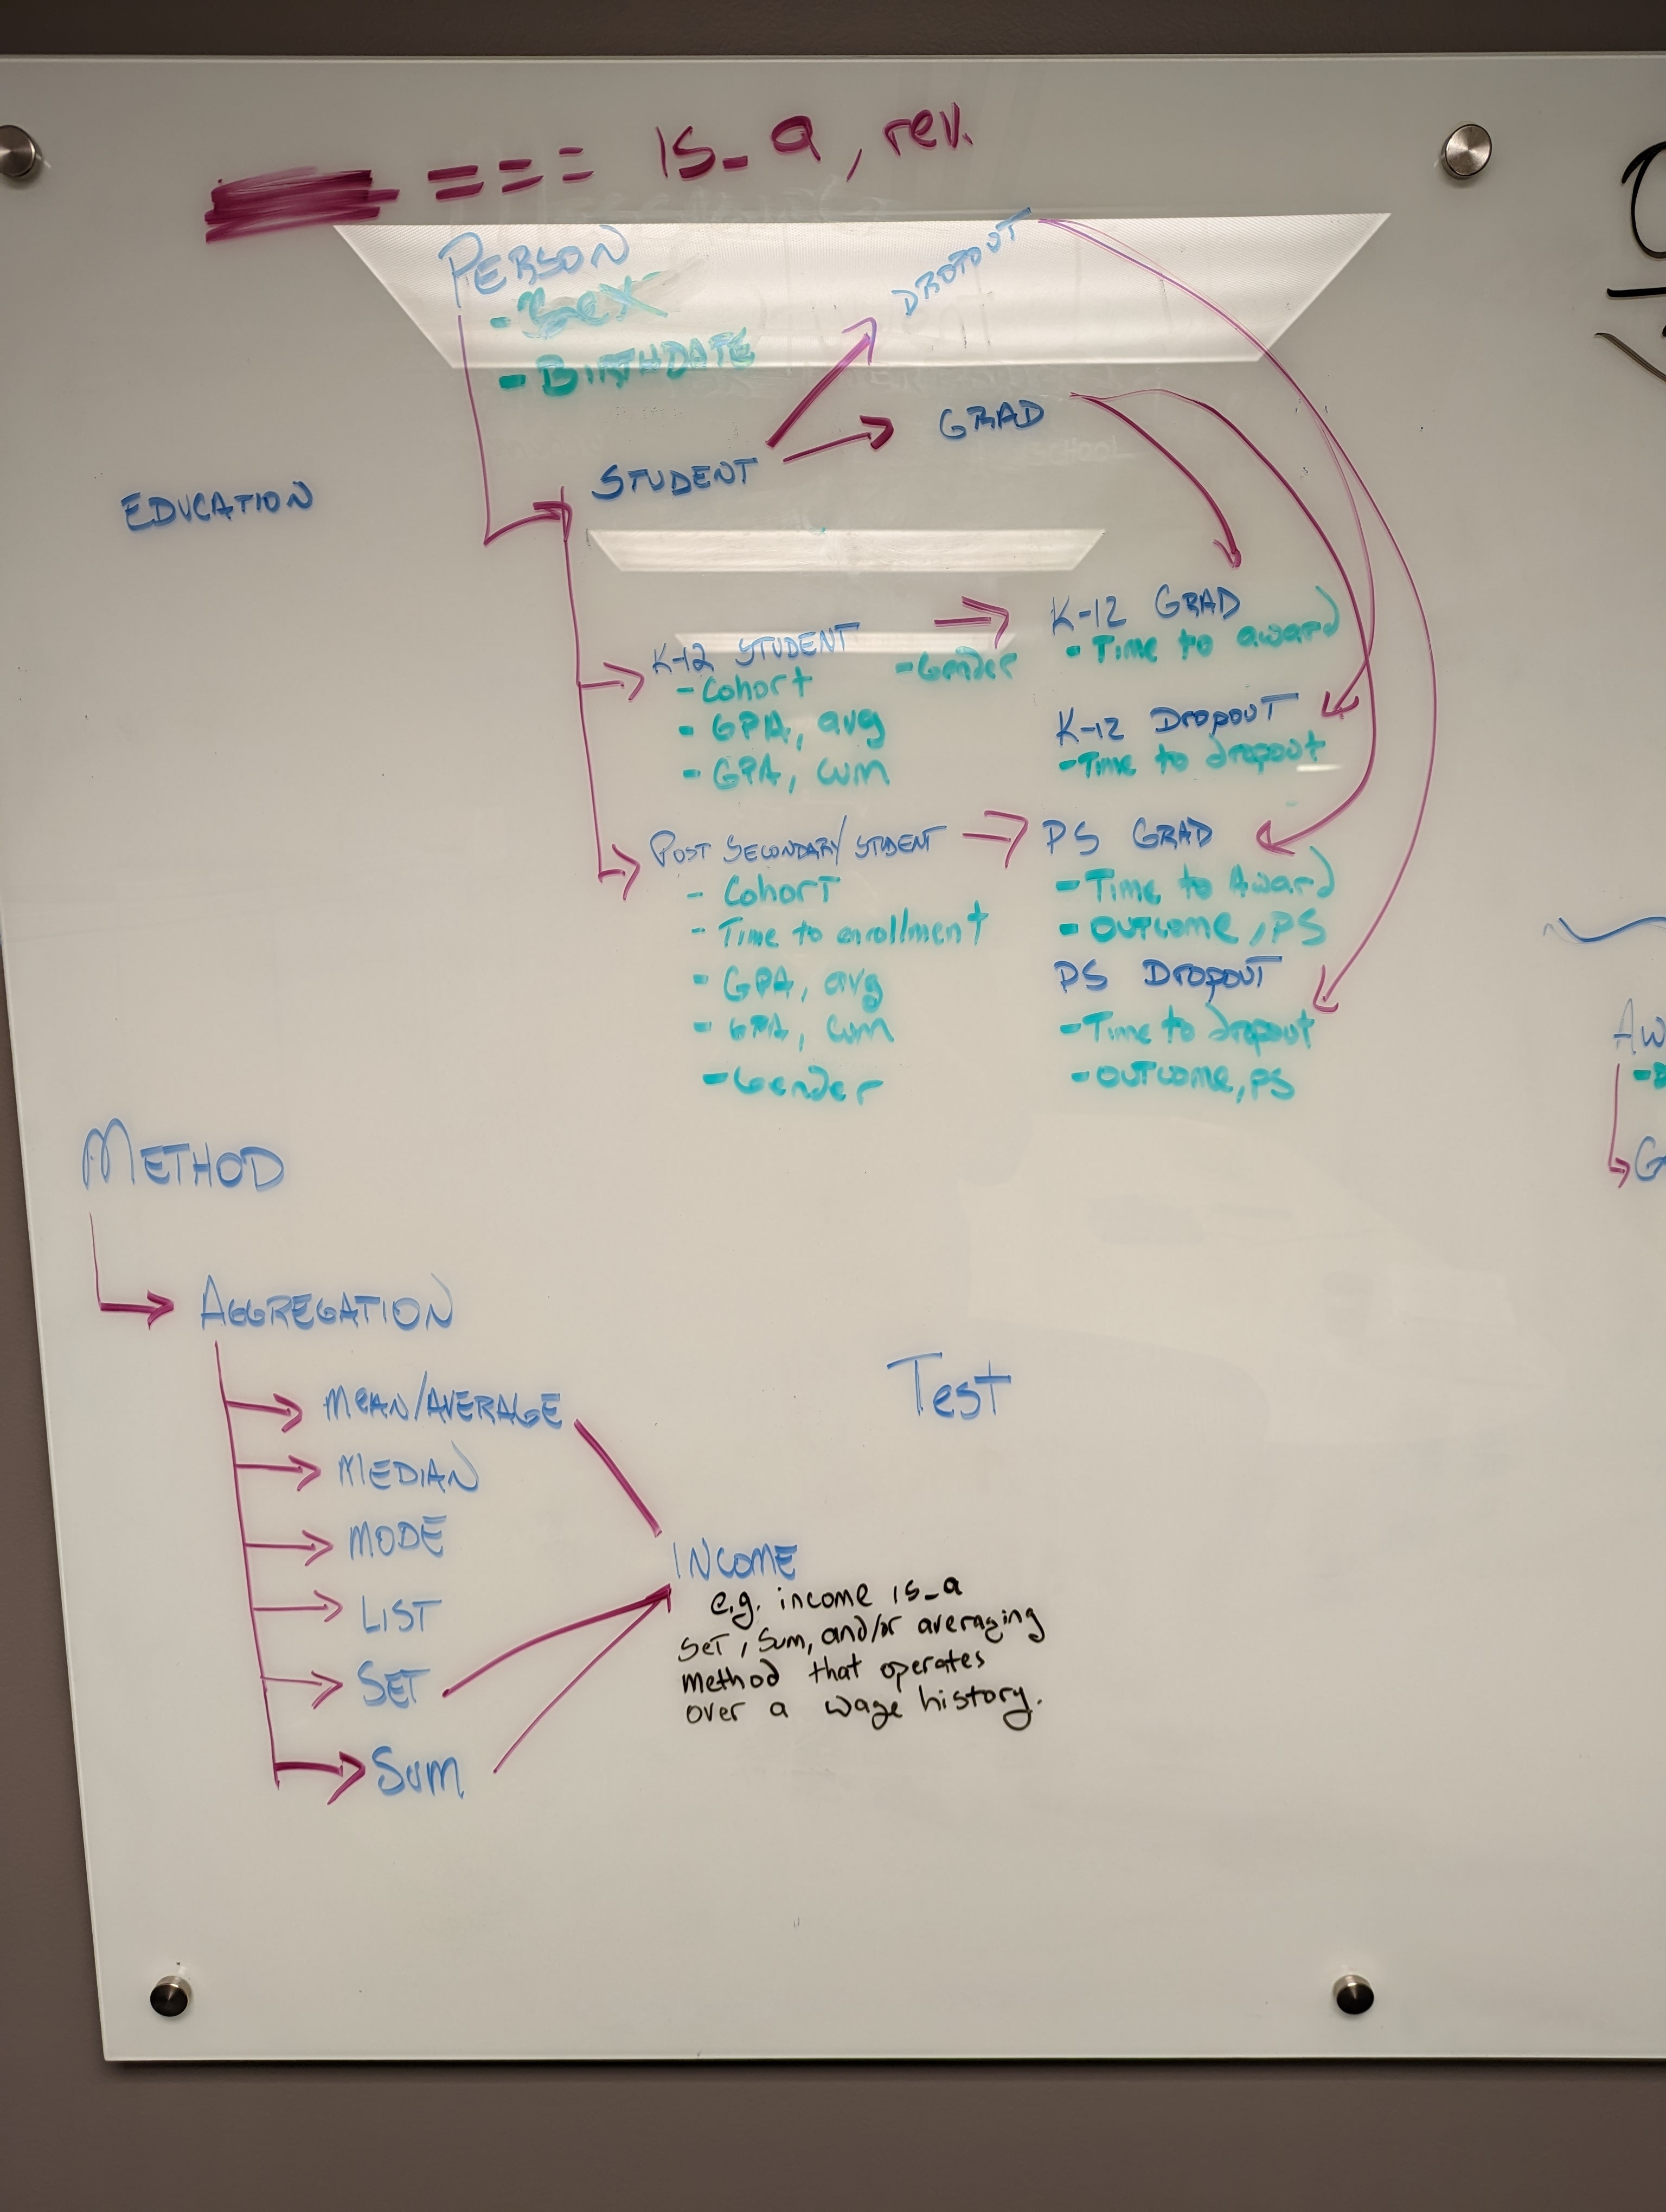 === is_a, rev.
PERSON
- Sex
- BIRTHDATE
DROPOUT
GRAD
STUDENT
EDUCATION
K-12 STUDENT
- Cohort
- Gender
- GPA, avg
- GPA, cum
K-12 GRAD
- Time to award
K-12 Dropout
- Time to dropout
POST SECONDARY/STUDENT
- Cohort
- Time to enrollment
- GPA, avg
- GPA, cum
- Gender
PS GRAD
- Time to Award
- OUTCOME, PS
PS Dropout
- Time to dropout
- OUTCOME, PS
METHOD
AGGREGATION
MEAN/AVERAGE
MEDIAN
MODE
LIST
SET
Sum
Test
INCOME
e.g. income is_a
SET, Sum, and/or averaging
method that operates
over a wage history.